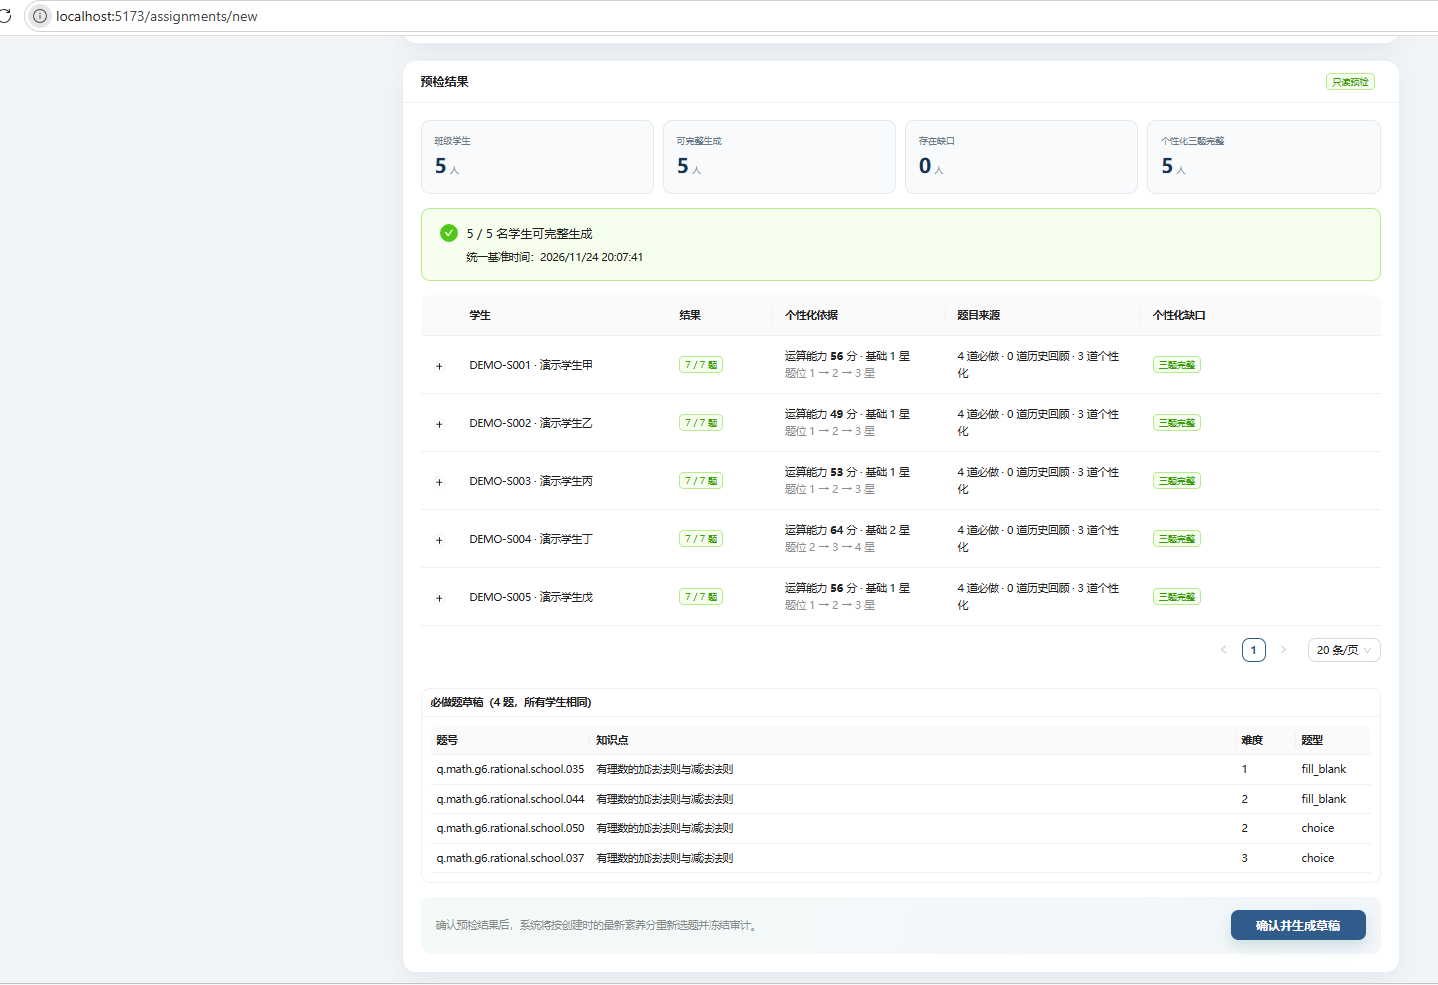 localhost:5173/assignments/new
预检结果
只读预检
班级学生
5 人
可完整生成
5 人
存在缺口
0 人
个性化三题完整
5 人
5 / 5 名学生可完整生成
统一基准时间：2026/11/24 20:07:41
学生 结果 个性化依据 题目来源 个性化缺口
+ DEMO-S001 · 演示学生甲 7 / 7 题 运算能力 56 分 · 基础 1 星 4 道必做 · 0 道历史回顾 · 3 道个性 三题完整
题位 1 → 2 → 3 星 化
+ DEMO-S002 · 演示学生乙 7 / 7 题 运算能力 49 分 · 基础 1 星 4 道必做 · 0 道历史回顾 · 3 道个性 三题完整
题位 1 → 2 → 3 星 化
+ DEMO-S003 · 演示学生丙 7 / 7 题 运算能力 53 分 · 基础 1 星 4 道必做 · 0 道历史回顾 · 3 道个性 三题完整
题位 1 → 2 → 3 星 化
+ DEMO-S004 · 演示学生丁 7 / 7 题 运算能力 64 分 · 基础 2 星 4 道必做 · 0 道历史回顾 · 3 道个性 三题完整
题位 2 → 3 → 4 星 化
+ DEMO-S005 · 演示学生戊 7 / 7 题 运算能力 56 分 · 基础 1 星 4 道必做 · 0 道历史回顾 · 3 道个性 三题完整
题位 1 → 2 → 3 星 化
< 1 > 20 条/页
必做题草稿（4 题，所有学生相同）
题号 知识点 难度 题型
q.math.g6.rational.school.035 有理数的加法法则与减法法则 1 fill_blank
q.math.g6.rational.school.044 有理数的加法法则与减法法则 2 fill_blank
q.math.g6.rational.school.050 有理数的加法法则与减法法则 2 choice
q.math.g6.rational.school.037 有理数的加法法则与减法法则 3 choice
确认预检结果后，系统将按创建时的最新素养分重新选题并冻结审计。
确认并生成草稿